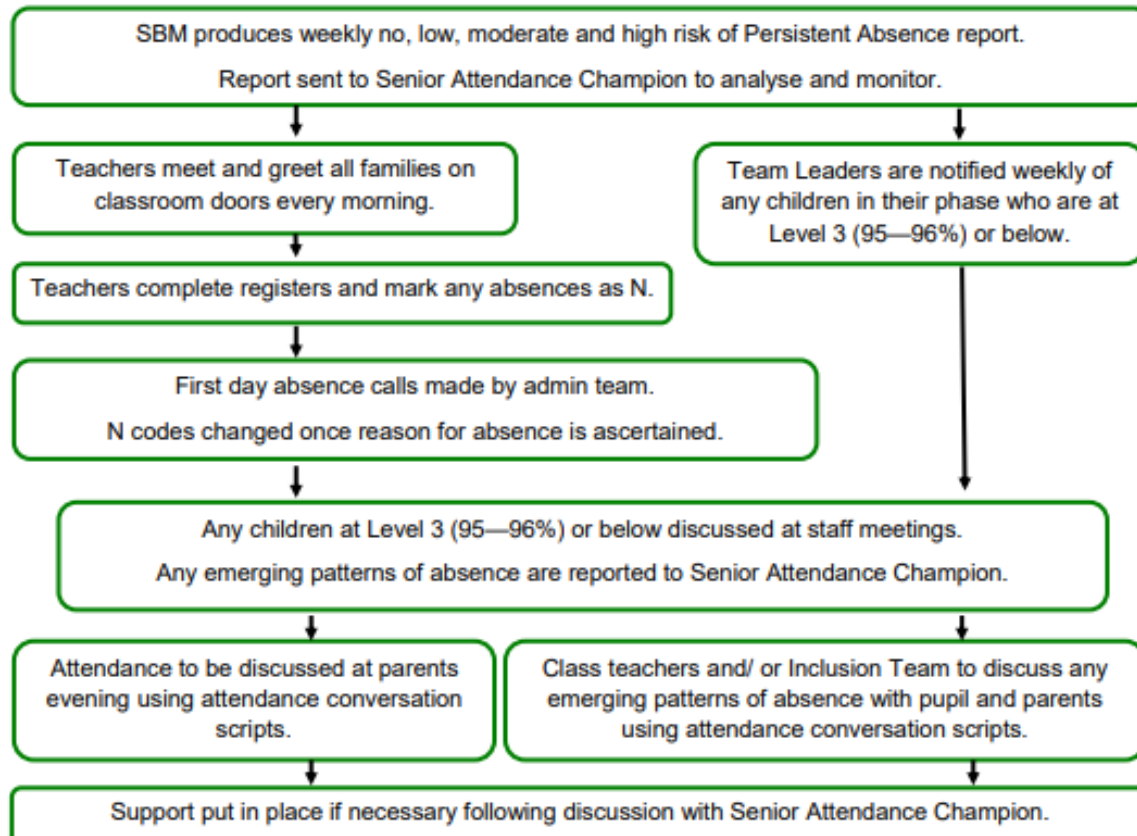 SBM produces weekly no, low, moderate and high risk of Persistent Absence report.
Report sent to Senior Attendance Champion to analyse and monitor.
Teachers meet and greet all families on
classroom doors every morning.
Team Leaders are notified weekly of
any children in their phase who are at
Level 3 (95—96%) or below.
Teachers complete registers and mark any absences as N.
First day absence calls made by admin team.
N codes changed once reason for absence is ascertained.
Any children at Level 3 (95—96%) or below discussed at staff meetings.
Any emerging patterns of absence are reported to Senior Attendance Champion.
Attendance to be discussed at parents
evening using attendance conversation
scripts.
Class teachers and/ or Inclusion Team to discuss any
emerging patterns of absence with pupil and parents
using attendance conversation scripts.
Support put in place if necessary following discussion with Senior Attendance Champion.